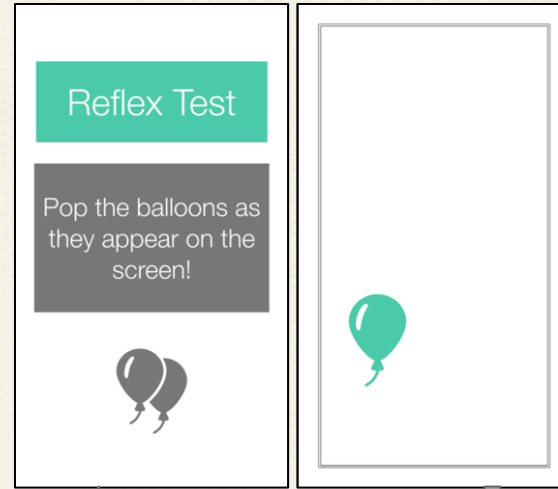 Reflex Test
Pop the balloons as
they appear on the
screen!